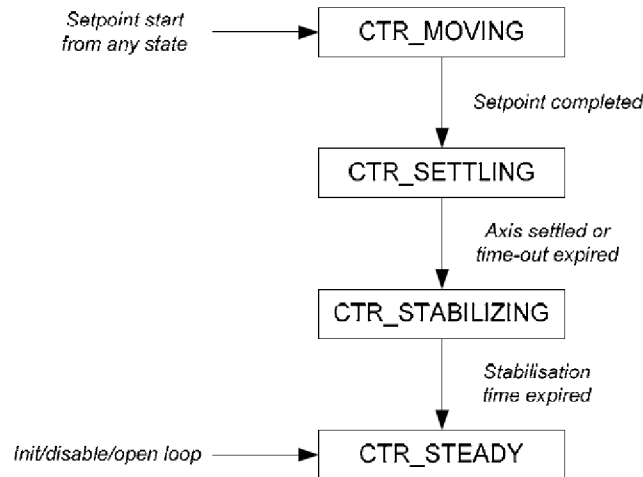 Setpoint start
from any state
CTR_MOVING
Setpoint completed
CTR_SETTLING
Axis settled or
time-out expired
CTR_STABILIZING
Stabilisation
time expired
Init/disable/open loop
CTR_STEADY